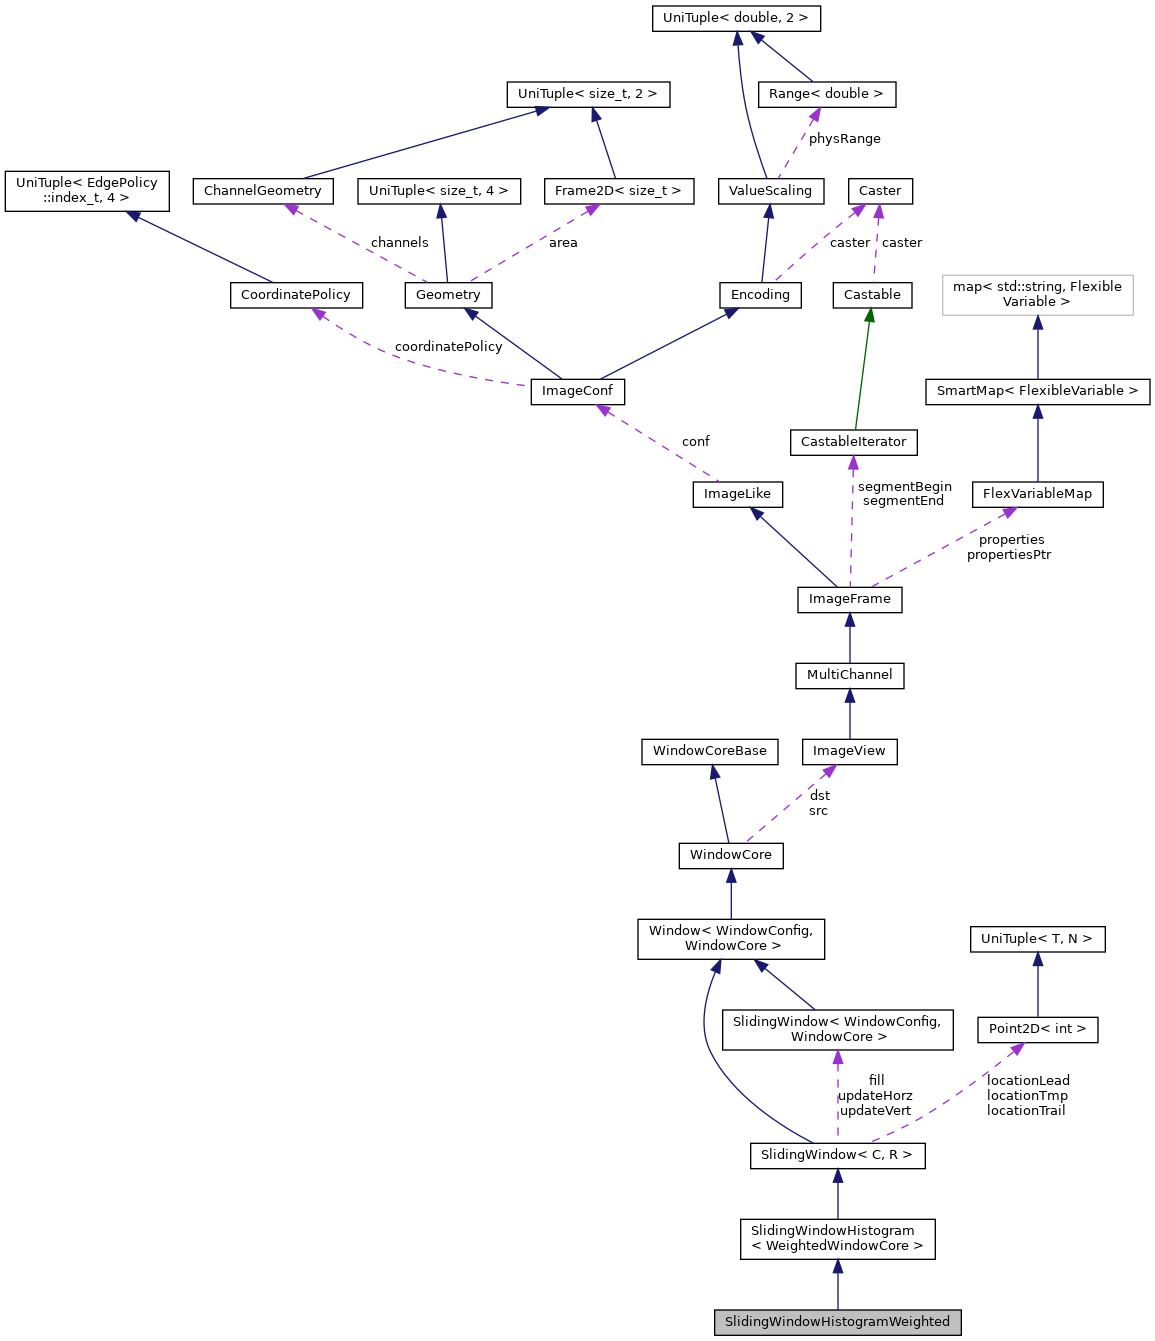 UniTuple< double, 2 >
UniTuple< size_t, 2 >
Range< double >
physRange
UniTuple< EdgePolicy
::index_t, 4 >
ChannelGeometry
UniTuple< size_t, 4 >
Frame2D< size_t >
ValueScaling
Caster
channels
area
caster
caster
CoordinatePolicy
Geometry
Encoding
Castable
map< std::string, Flexible
Variable >
coordinatePolicy
ImageConf
SmartMap< FlexibleVariable >
conf
CastableIterator
ImageLike
segmentBegin
segmentEnd
FlexVariableMap
properties
propertiesPtr
ImageFrame
MultiChannel
WindowCoreBase
ImageView
dst
src
WindowCore
Window< WindowConfig,
WindowCore >
UniTuple< T, N >
SlidingWindow< WindowConfig,
WindowCore >
Point2D< int >
fill
updateHorz
updateVert
locationLead
locationTmp
locationTrail
SlidingWindow< C, R >
SlidingWindowHistogram
< WeightedWindowCore >
SlidingWindowHistogramWeighted